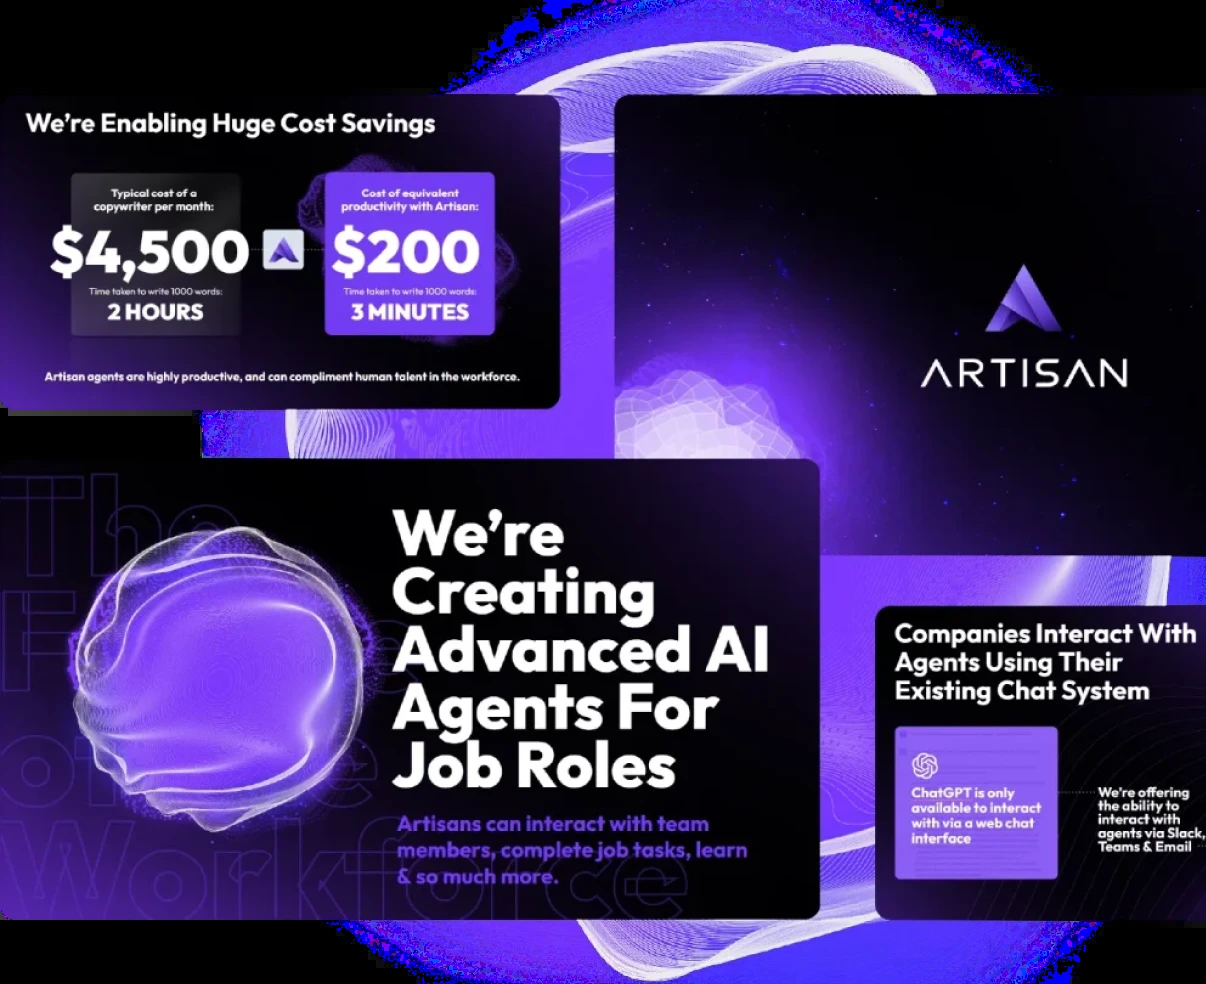 We're Enabling Huge Cost Savings
Typical cost of a
copywriter per month:
$4,500
Time taken to write 1000 words:
2 HOURS
Cost of equivalent
productivity with Artisan:
$200
Time taken to write 1000 words:
3 MINUTES
Artisan agents are highly productive, and can compliment human talent in the workforce.
ARTISAN
The
of the
Workforce
We're
Creating
Advanced AI
Agents For
Job Roles
Artisans can interact with team
members, complete job tasks, learn
& so much more.
Companies Interact With
Agents Using Their
Existing Chat System
ChatGPT is only
available to interact
with via a web chat
interface
We're offering
the ability to
interact with
agents via Slack,
Teams & Email